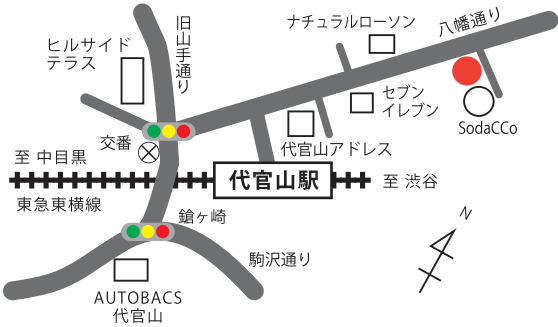 旧山手通り
ナチュラルローソン
八幡通り
ヒルサイド
テラス
セブン
イレブン
SodaCCo
交番
代官山アドレス
至 中目黒
代官山駅
至 渋谷
東急東横線
鎗ヶ崎
N
駒沢通り
AUTOBACS
代官山